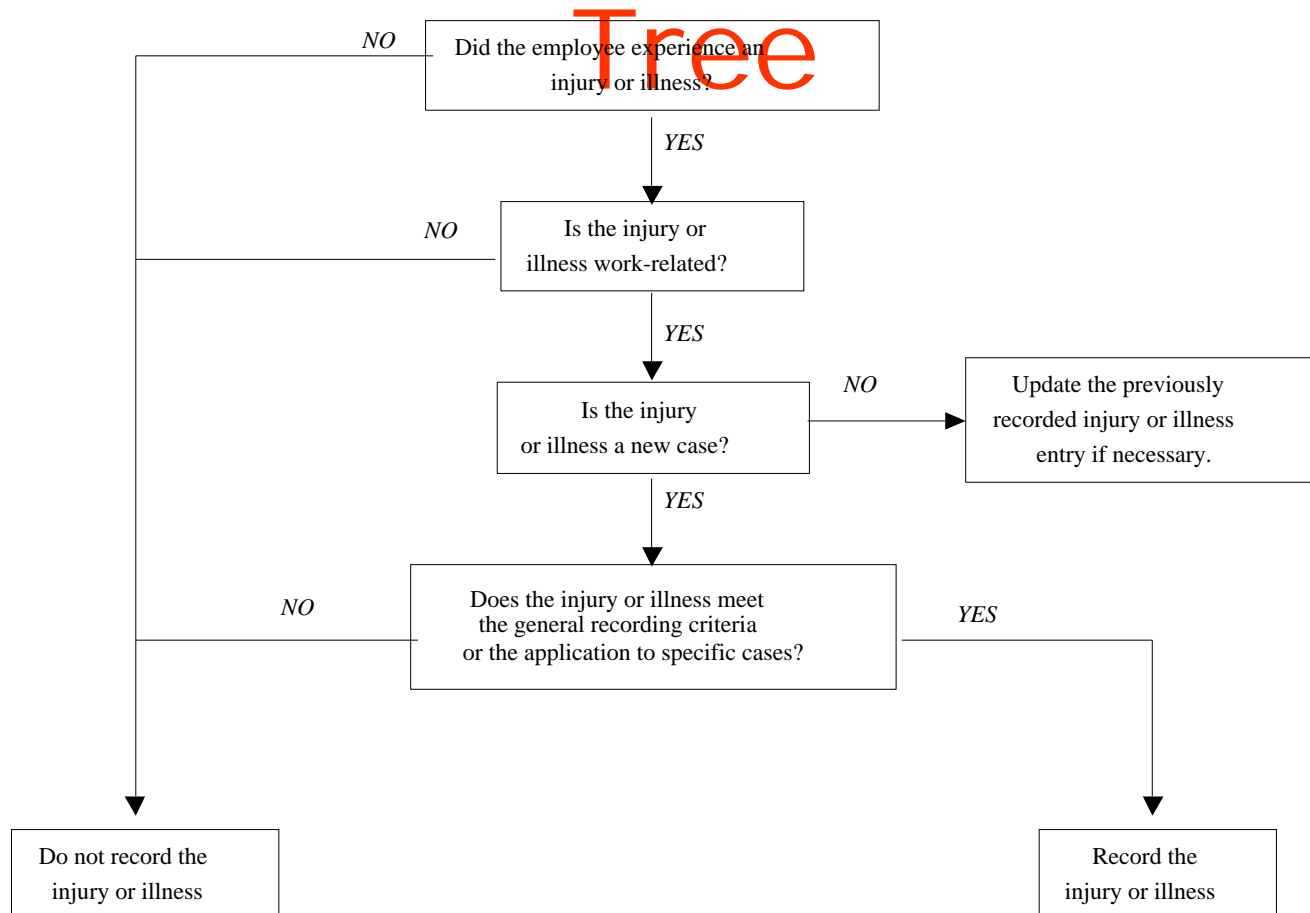 Tree
NO
Did the employee experience an
injury or illness?
YES
NO
Is the injury or
illness work-related?
YES
Is the injury
or illness a new case?
NO
Update the previously
recorded injury or illness
entry if necessary.
YES
NO
Does the injury or illness meet
the general recording criteria
or the application to specific cases?
YES
Do not record the
injury or illness
Record the
injury or illness